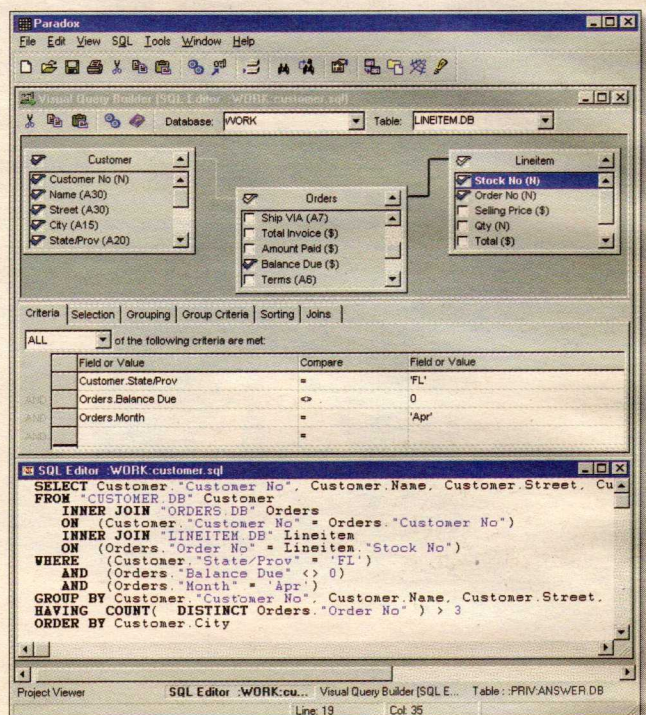 Paradox
File Edit View SQL Tools Window Help
Visual Query Builder [SQL Editor :WORK:customer.sql]
Database: WORK Table: LINEITEM.DB
Customer
Customer No (N)
Name (A30)
Street (A30)
City (A15)
State/Prov (A20)
Orders
Ship VIA (A7)
Total Invoice ($)
Amount Paid ($)
Balance Due ($)
Terms (A6)
Lineitem
Stock No (N)
Order No (N)
Selling Price ($)
Qty (N)
Total ($)
Criteria Selection Grouping Group Criteria Sorting Joins
ALL of the following criteria are met:
Field or Value Compare Field or Value
Customer.State/Prov = 'FL'
AND Orders.Balance Due <> 0
AND Orders.Month = 'Apr'
AND =
SQL Editor :WORK:customer.sql
SELECT Customer."Customer No", Customer.Name, Customer.Street, Cu
FROM "CUSTOMER.DB" Customer
INNER JOIN "ORDERS.DB" Orders
ON (Customer."Customer No" = Orders."Customer No")
INNER JOIN "LINEITEM.DB" Lineitem
ON (Orders."Order No" = Lineitem."Stock No")
WHERE (Customer."State/Prov" = 'FL')
AND (Orders."Balance Due" <> 0)
AND (Orders."Month" = 'Apr')
GROUP BY Customer."Customer No", Customer.Name, Customer.Street,
HAVING COUNT( DISTINCT Orders."Order No" ) > 3
ORDER BY Customer.City
Project Viewer SQL Editor :WORK:cu... Visual Query Builder [SQL E... Table : :PRIV:ANSWER.DB
Line: 19 Col: 35